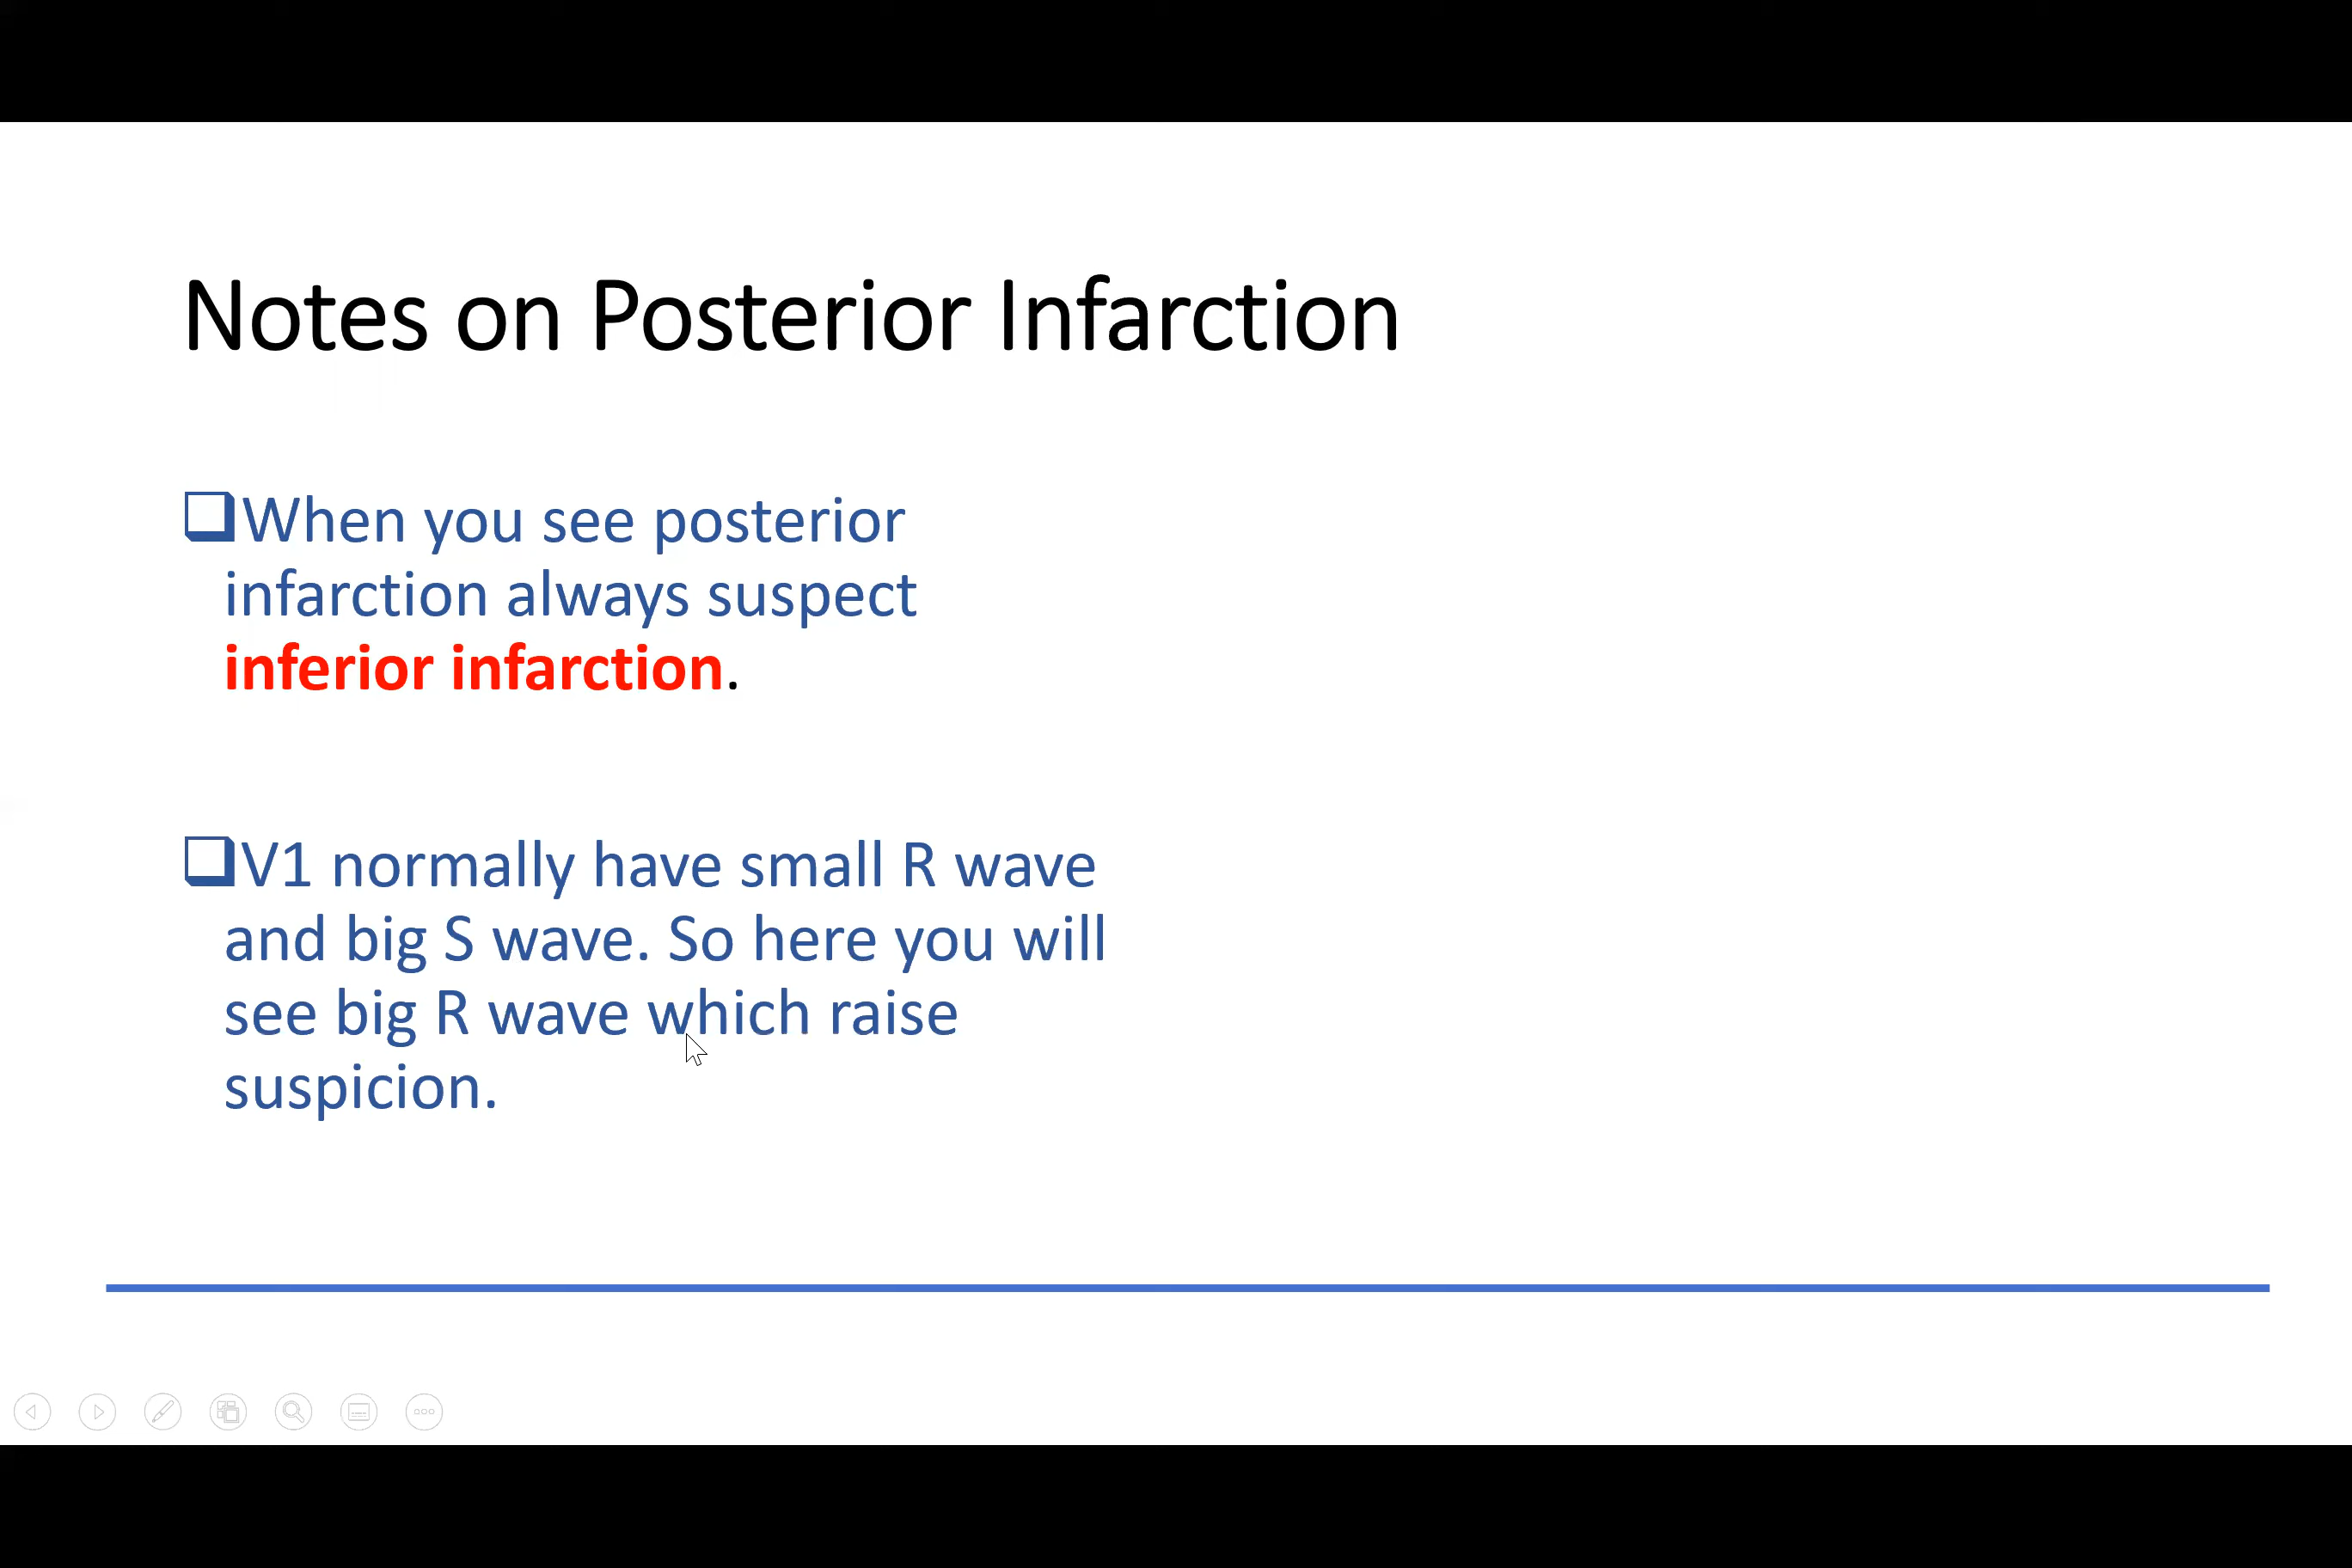 Notes on Posterior Infarction
When you see posterior
infarction always suspect
inferior infarction.
V1 normally have small R wave
and big S wave. So here you will
see big R wave which raise
suspicion.